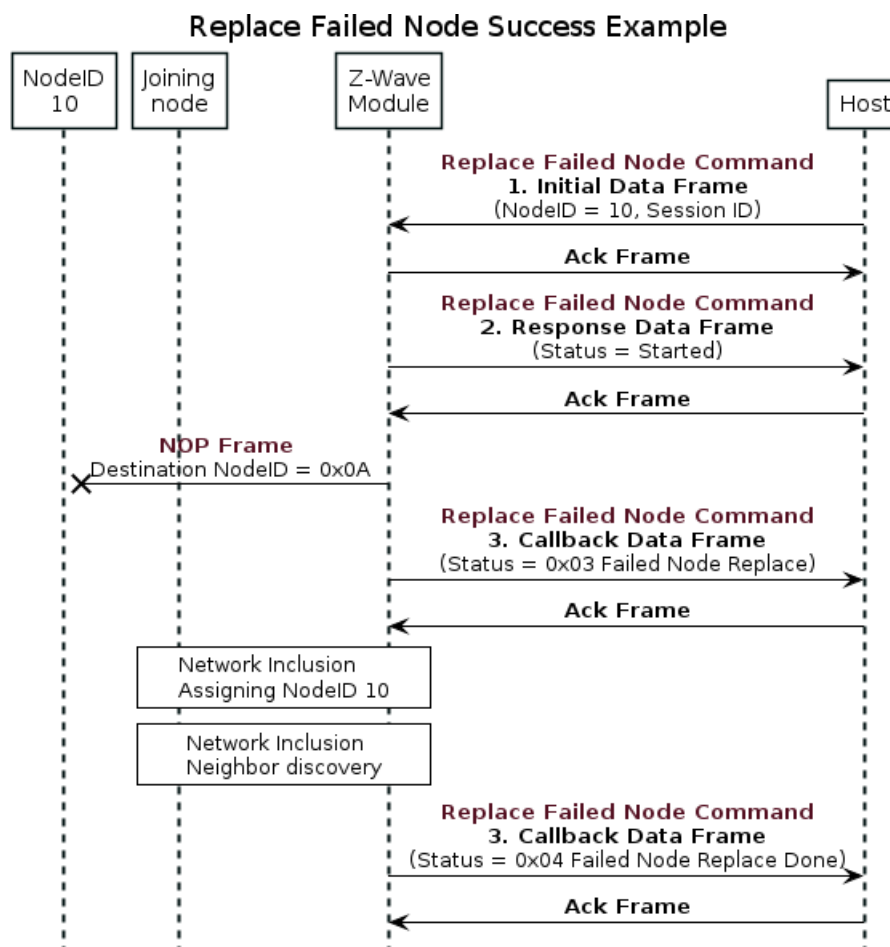 Replace Failed Node Success Example
NodeID
10
Joining
node
Z-Wave
Module
Host
Replace Failed Node Command
1. Initial Data Frame
(NodeID = 10, Session ID)
Ack Frame
Replace Failed Node Command
2. Response Data Frame
(Status = Started)
Ack Frame
NOP Frame
Destination NodeID = 0x0A
Replace Failed Node Command
3. Callback Data Frame
(Status = 0x03 Failed Node Replace)
Ack Frame
Network Inclusion
Assigning NodeID 10
Network Inclusion
Neighbor discovery
Replace Failed Node Command
3. Callback Data Frame
(Status = 0x04 Failed Node Replace Done)
Ack Frame